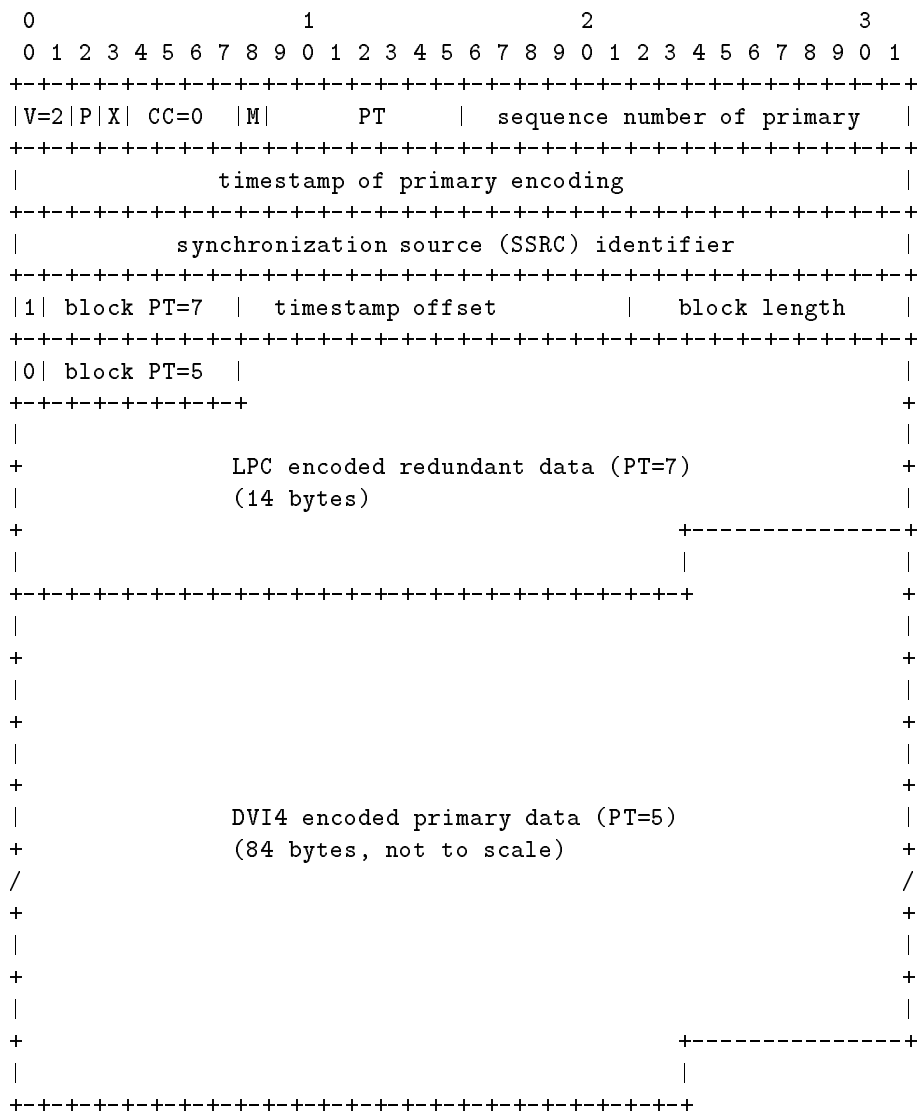 0                   1                   2                   3
0 1 2 3 4 5 6 7 8 9 0 1 2 3 4 5 6 7 8 9 0 1 2 3 4 5 6 7 8 9 0 1
+-+-+-+-+-+-+-+-+-+-+-+-+-+-+-+-+-+-+-+-+-+-+-+-+-+-+-+-+-+-+-+-+
|V=2|P|X| CC=0  |M|      PT     |  sequence number of primary   |
+-+-+-+-+-+-+-+-+-+-+-+-+-+-+-+-+-+-+-+-+-+-+-+-+-+-+-+-+-+-+-+-+
|              timestamp of primary encoding                    |
+-+-+-+-+-+-+-+-+-+-+-+-+-+-+-+-+-+-+-+-+-+-+-+-+-+-+-+-+-+-+-+-+
|           synchronization source (SSRC) identifier            |
+-+-+-+-+-+-+-+-+-+-+-+-+-+-+-+-+-+-+-+-+-+-+-+-+-+-+-+-+-+-+-+-+
|1| block PT=7  |  timestamp offset         |   block length    |
+-+-+-+-+-+-+-+-+-+-+-+-+-+-+-+-+-+-+-+-+-+-+-+-+-+-+-+-+-+-+-+-+
|0| block PT=5  |                                               |
+-+-+-+-+-+-+-+-+                                               +
|                                                               |
+               LPC encoded redundant data (PT=7)               +
|               (14 bytes)                                      |
+                                               +---------------+
|                                               |               |
+-+-+-+-+-+-+-+-+-+-+-+-+-+-+-+-+-+-+-+-+-+-+-+-+               +
|                                                               |
+                                                               +
|                                                               |
+                                                               +
|                                                               |
+                                                               +
|               DVI4 encoded primary data (PT=5)                |
+               (84 bytes, not to scale)                        +
/                                                               /
+                                                               +
|                                                               |
+                                                               +
|                                                               |
+                                               +---------------+
|                                               |
+-+-+-+-+-+-+-+-+-+-+-+-+-+-+-+-+-+-+-+-+-+-+-+-+